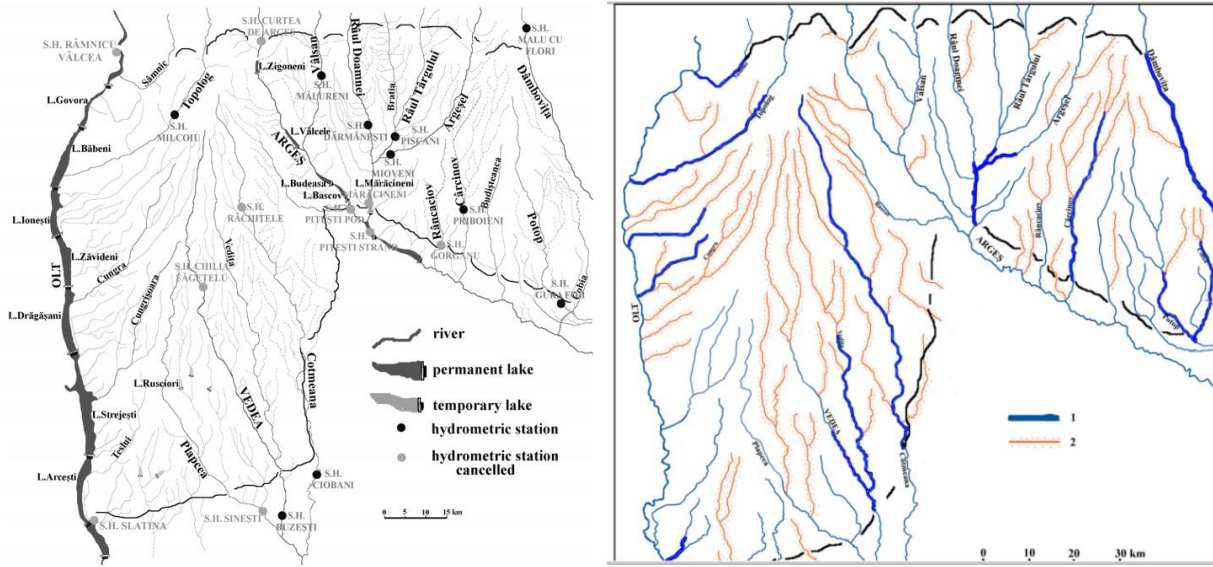 S.H. RÂMNICU
VÂLCEA
S.H. CURTEA
DE ARGEȘ
S.H.
MALU CU
FLORI
Sâmnic
Topolog
L.Zigoneni
Vâlsan
Râul Doamnei
Bratia
Râul Târgului
Argeșel
Dâmbovița
L.Govora
S.H.
MILCOIU
S.H.
MĂLURENI
L.Vâlcele
S.H.
DĂRMĂNEȘTI
S.H.
PISCANI
S.H.
MIOVENI
L.Băbeni
ARGEȘ
L.Budeasa
L.Bascov
L.Mărăcineni
S.H.
MĂRĂCINENI
S.H.
PITEȘTI POD
S.H.
PITEȘTI ȘTRAND
Râncaciov
Cârcinov
Budișteanca
S.H.
PRIBOIENI
S.H.
GORGANU
Potop
Cobia
S.H.
L.Ionești
S.H.
RĂCHIȚELE
Vedița
L.Zăvideni
OLT
Cungra
Cungrișoara
S.H. CHILIA
FĂGEȚELU
L.Drăgășani
L.Rusciori
VEDEA
Cotmeana
L.Strejești
Teslui
Plapcea
L.Arcești
S.H. SLATINA
S.H. SINEȘTI
S.H.
BUZEȘTI
S.H.
CIOBANI
river
permanent lake
temporary lake
hydrometric station
hydrometric station
cancelled
0 5 10 15 km
Topolog
Vâlsan
Râul Doamnei
Râul Târgului
Argeșel
Dâmbovița
Râncaciov
Cârcinov
ARGEȘ
Potop
Cungra
OLT
Vedița
VEDEA
Plapcea
Cotmeana
1
2
0 10 20 30 km